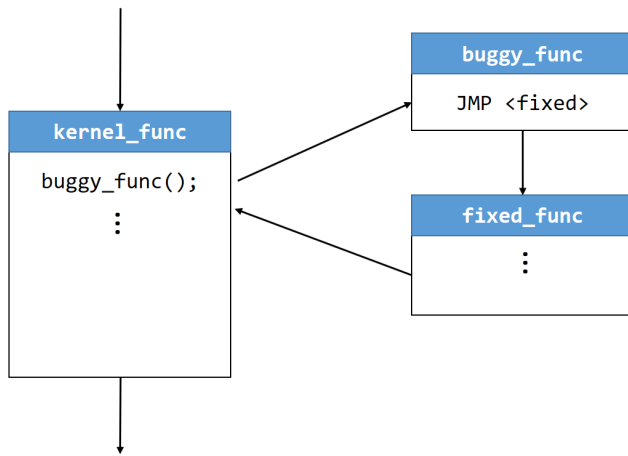 kernel_func
buggy_func();
⋮
buggy_func
JMP <fixed>
fixed_func
⋮